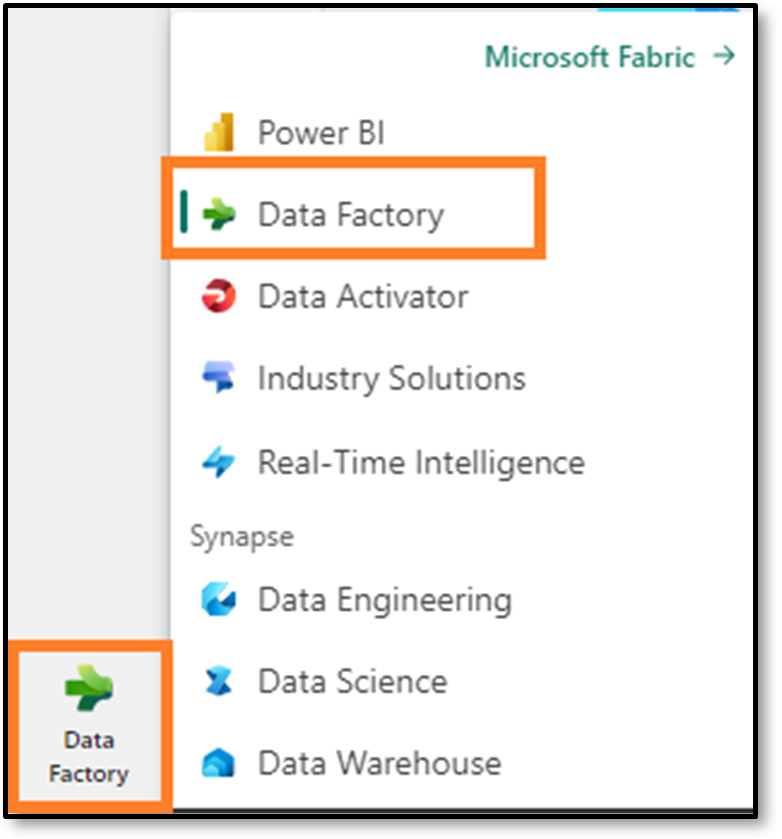 Microsoft Fabric →
Power BI
Data Factory
Data Activator
Industry Solutions
Real-Time Intelligence
Synapse
Data Engineering
Data Science
Data Warehouse
Data
Factory